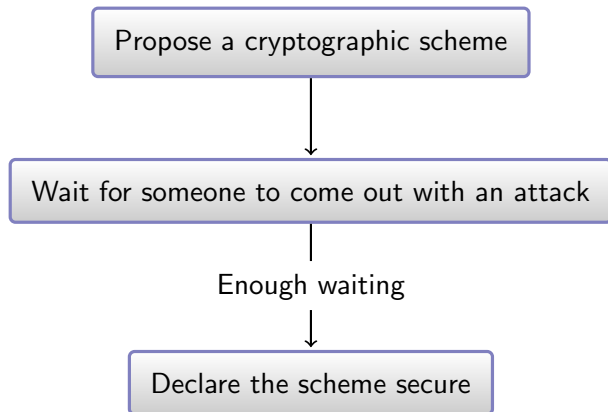 Propose a cryptographic scheme
Wait for someone to come out with an attack
Enough waiting
Declare the scheme secure